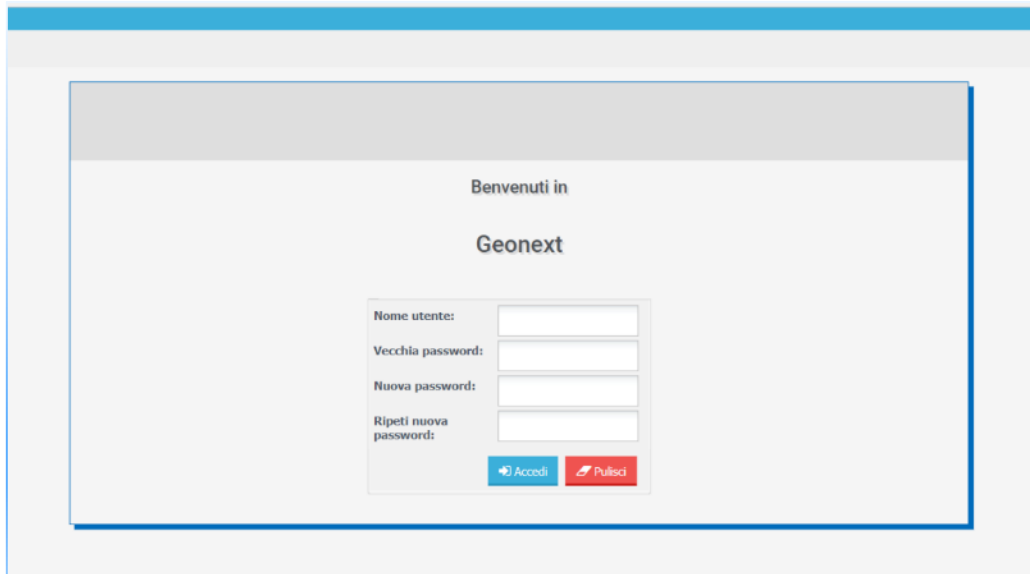 Benvenuti in
Geonext
Nome utente:
Vecchia password:
Nuova password:
Ripeti nuova
password:
Accedi Pulisci